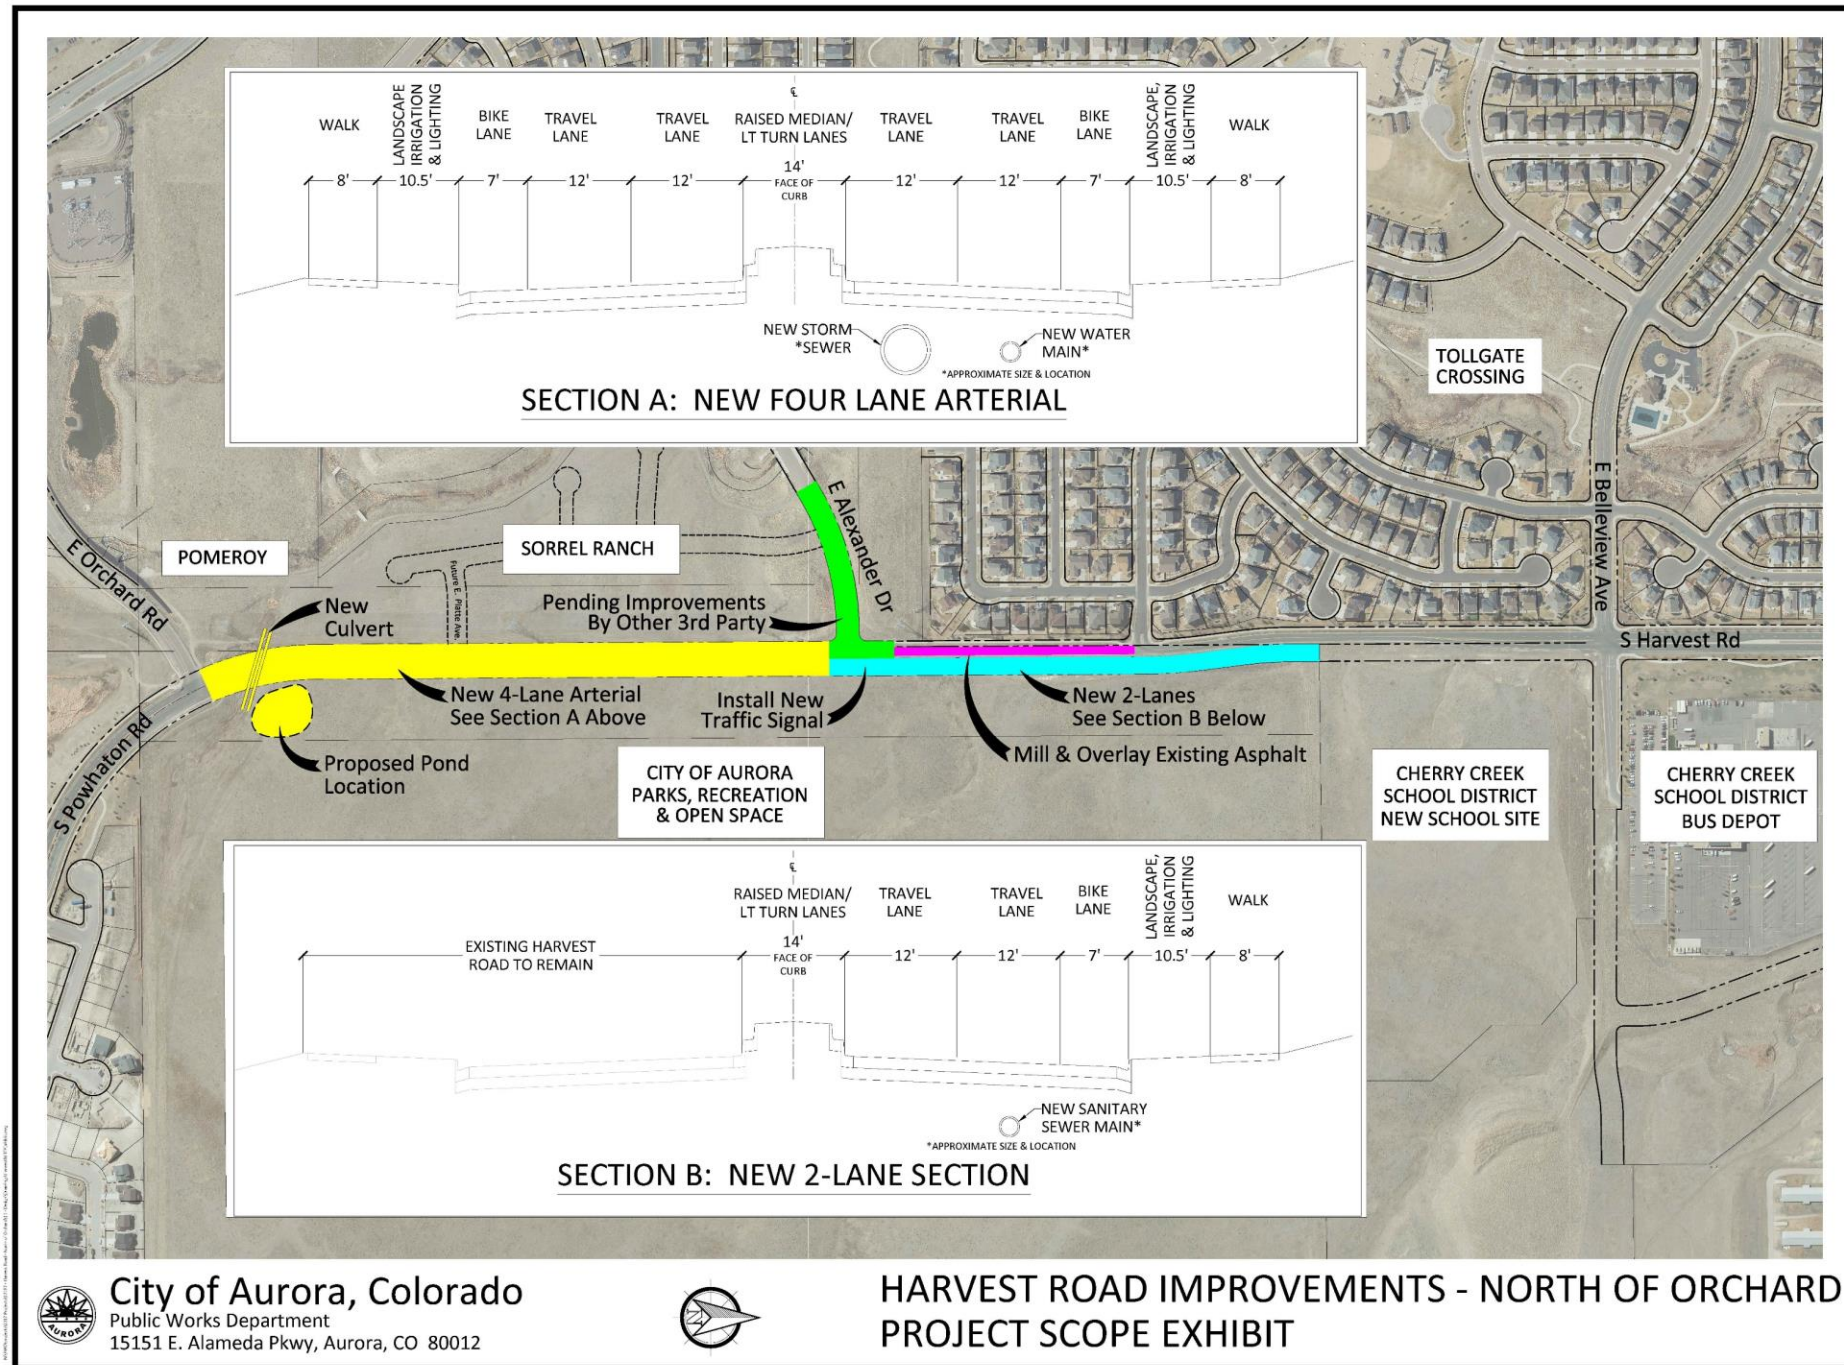 WALK
LANDSCAPE
IRRIGATION
& LIGHTING
BIKE
LANE
TRAVEL
LANE
TRAVEL
LANE
℄
RAISED MEDIAN/
LT TURN LANES
TRAVEL
LANE
TRAVEL
LANE
BIKE
LANE
LANDSCAPE,
IRRIGATION
& LIGHTING
WALK
8'
10.5'
7'
12'
12'
14'
FACE OF
CURB
12'
12'
7'
10.5'
8'
NEW STORM
*SEWER
NEW WATER
MAIN*
*APPROXIMATE SIZE & LOCATION
SECTION A: NEW FOUR LANE ARTERIAL
TOLLGATE
CROSSING
E Bellleview Ave
E Orchard Rd
POMEROY
SORREL RANCH
Future E. Platte Ave.
E Alexander Dr
New
Culvert
Pending Improvements
By Other 3rd Party
S Harvest Rd
New 4-Lane Arterial
See Section A Above
Install New
Traffic Signal
New 2-Lanes
See Section B Below
Mill & Overlay Existing Asphalt
S Powhaton Rd
Proposed Pond
Location
CITY OF AURORA
PARKS, RECREATION
& OPEN SPACE
CHERRY CREEK
SCHOOL DISTRICT
NEW SCHOOL SITE
CHERRY CREEK
SCHOOL DISTRICT
BUS DEPOT
EXISTING HARVEST
ROAD TO REMAIN
℄
RAISED MEDIAN/
LT TURN LANES
TRAVEL
LANE
TRAVEL
LANE
BIKE
LANE
LANDSCAPE,
IRRIGATION
& LIGHTING
WALK
14'
FACE OF
CURB
12'
12'
7'
10.5'
8'
NEW SANITARY
SEWER MAIN*
*APPROXIMATE SIZE & LOCATION
SECTION B: NEW 2-LANE SECTION
AURORA
City of Aurora, Colorado
Public Works Department
15151 E. Alameda Pkwy, Aurora, CO 80012
N
HARVEST ROAD IMPROVEMENTS - NORTH OF ORCHARD
PROJECT SCOPE EXHIBIT